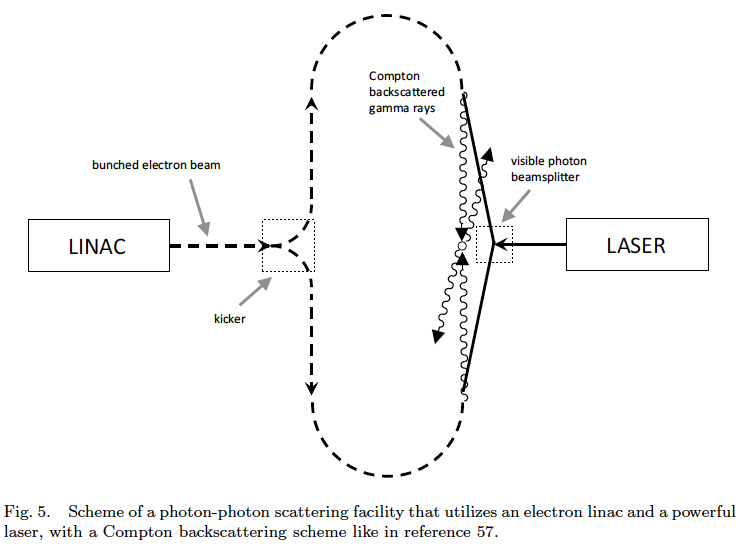 Compton
backscattered
gamma rays
bunched electron beam
visible photon
beamsplitter
LINAC
LASER
kicker
Fig. 5. Scheme of a photon-photon scattering facility that utilizes an electron linac and a powerful
laser, with a Compton backscattering scheme like in reference 57.